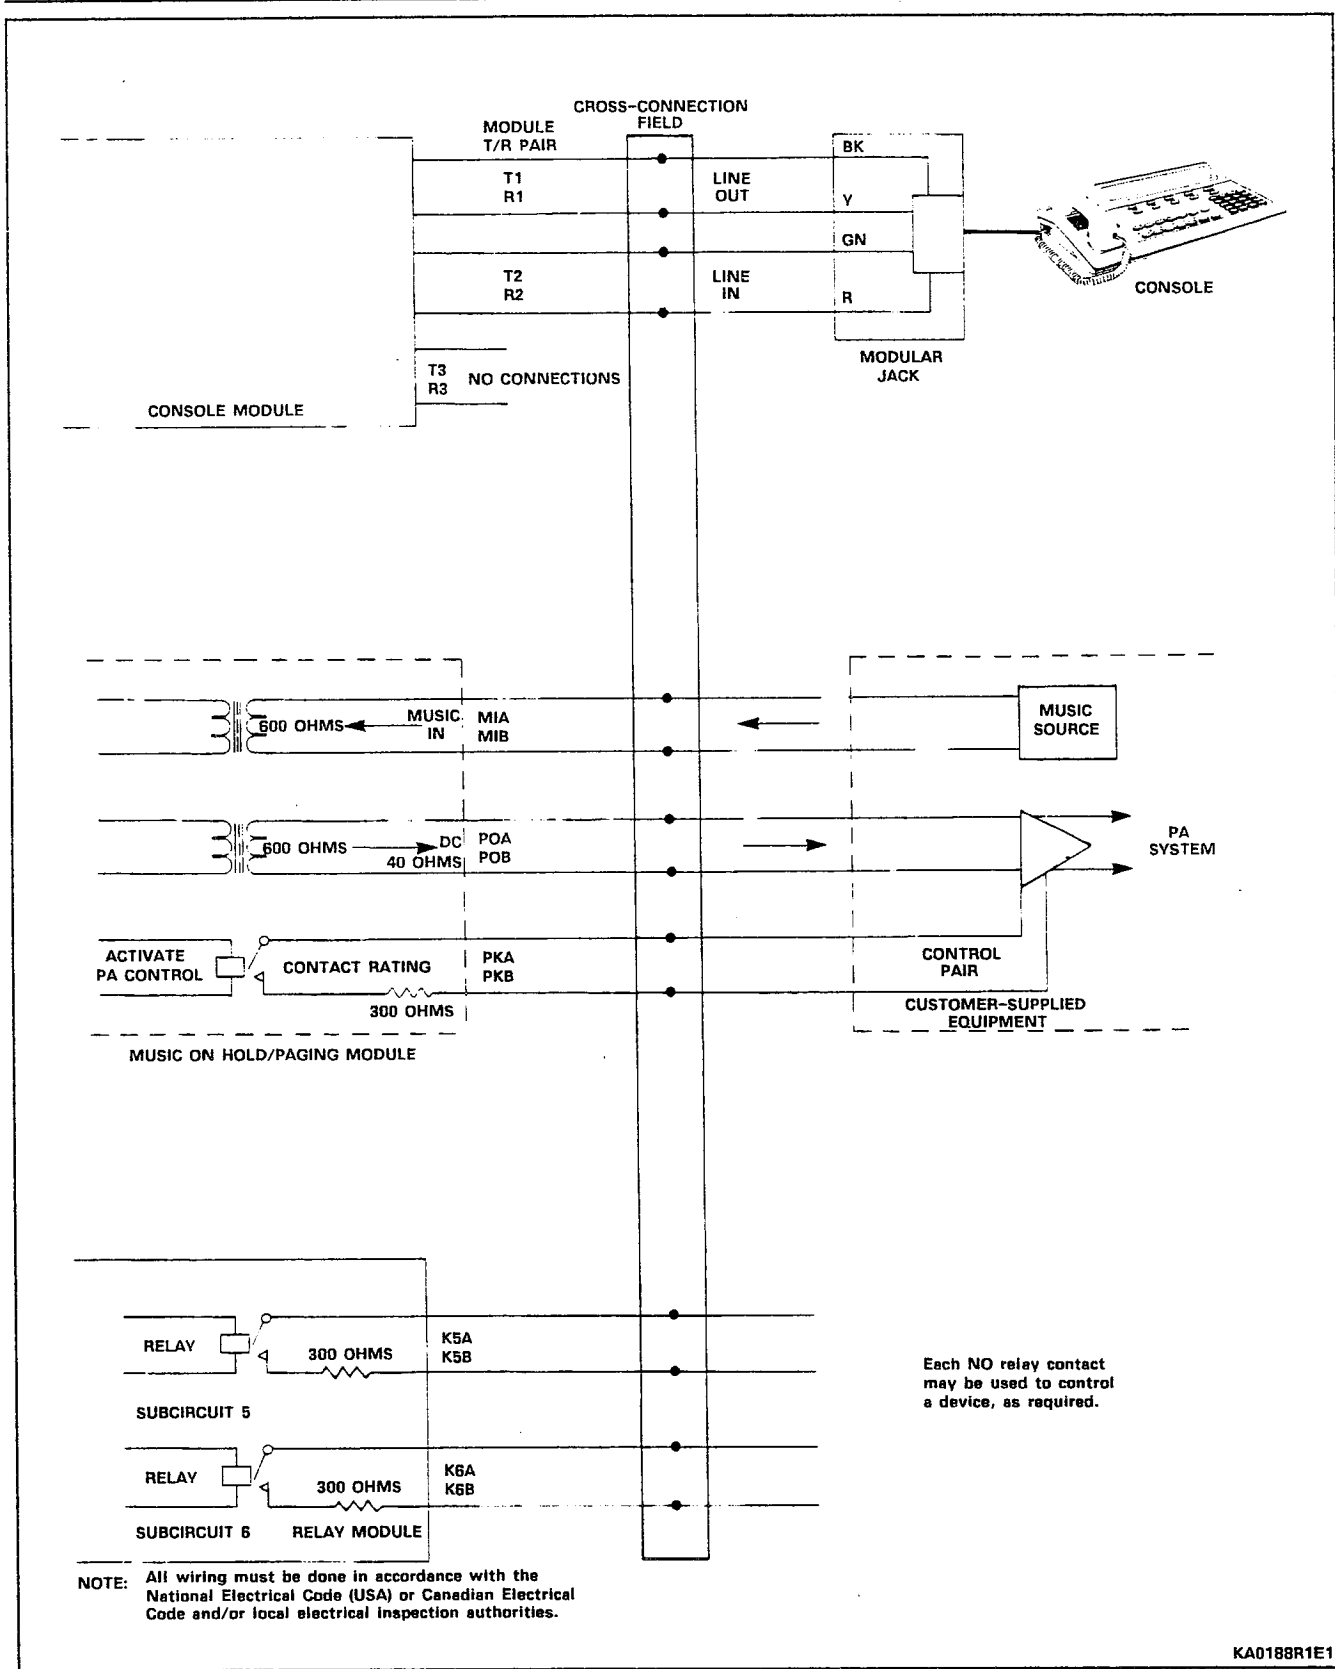 CROSS-CONNECTION
FIELD
MODULE
T/R PAIR
T1
R1
LINE
OUT
BK
Y
GN
T2
R2
LINE
IN
R
CONSOLE
MODULAR
JACK
T3
R3
NO CONNECTIONS
CONSOLE MODULE
600 OHMS
MUSIC
IN
MIA
MIB
MUSIC
SOURCE
600 OHMS
DC
40 OHMS
POA
POB
PA
SYSTEM
ACTIVATE
PA CONTROL
CONTACT RATING
300 OHMS
PKA
PKB
CONTROL
PAIR
CUSTOMER-SUPPLIED
EQUIPMENT
MUSIC ON HOLD/PAGING MODULE
RELAY
300 OHMS
K5A
K5B
SUBCIRCUIT 5
Each NO relay contact
may be used to control
a device, as required.
RELAY
300 OHMS
K6A
K6B
SUBCIRCUIT 6
RELAY MODULE
NOTE: All wiring must be done in accordance with the
National Electrical Code (USA) or Canadian Electrical
Code and/or local electrical inspection authorities.
KA0188R1E1